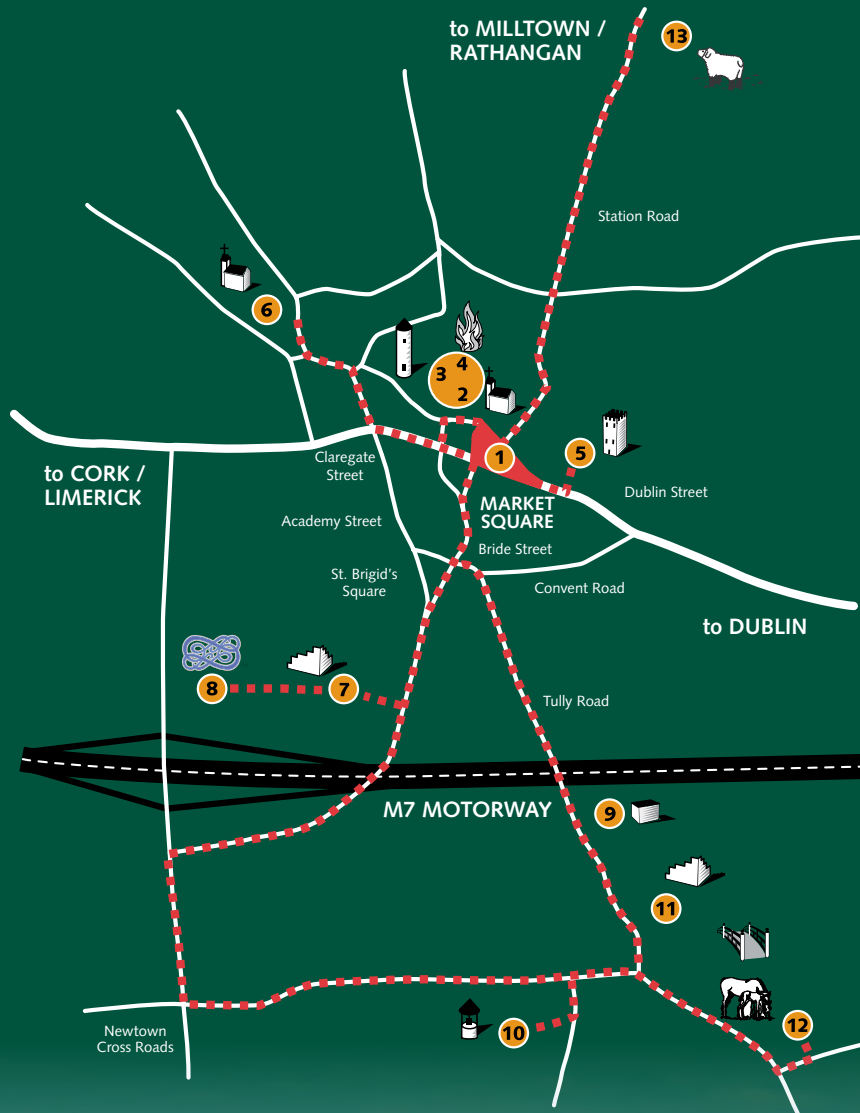 to MILLTOWN /
RATHANGAN
13
Station Road
6
4
3
2
1
5
Claregate
Street
to CORK /
LIMERICK
MARKET
SQUARE
Dublin Street
Academy Street
Bride Street
St. Brigid's
Square
Convent Road
to DUBLIN
8
7
Tully Road
M7 MOTORWAY
9
11
12
10
Newtown
Cross Roads